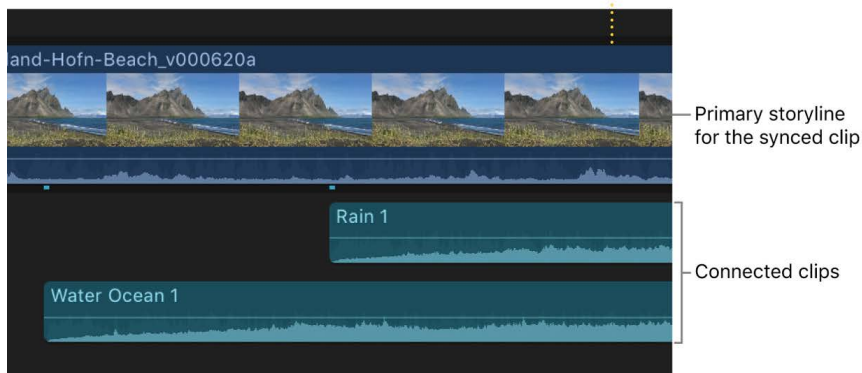 land-Hofn-Beach_v000620a
Primary storyline
for the synced clip
Rain 1
Connected clips
Water Ocean 1